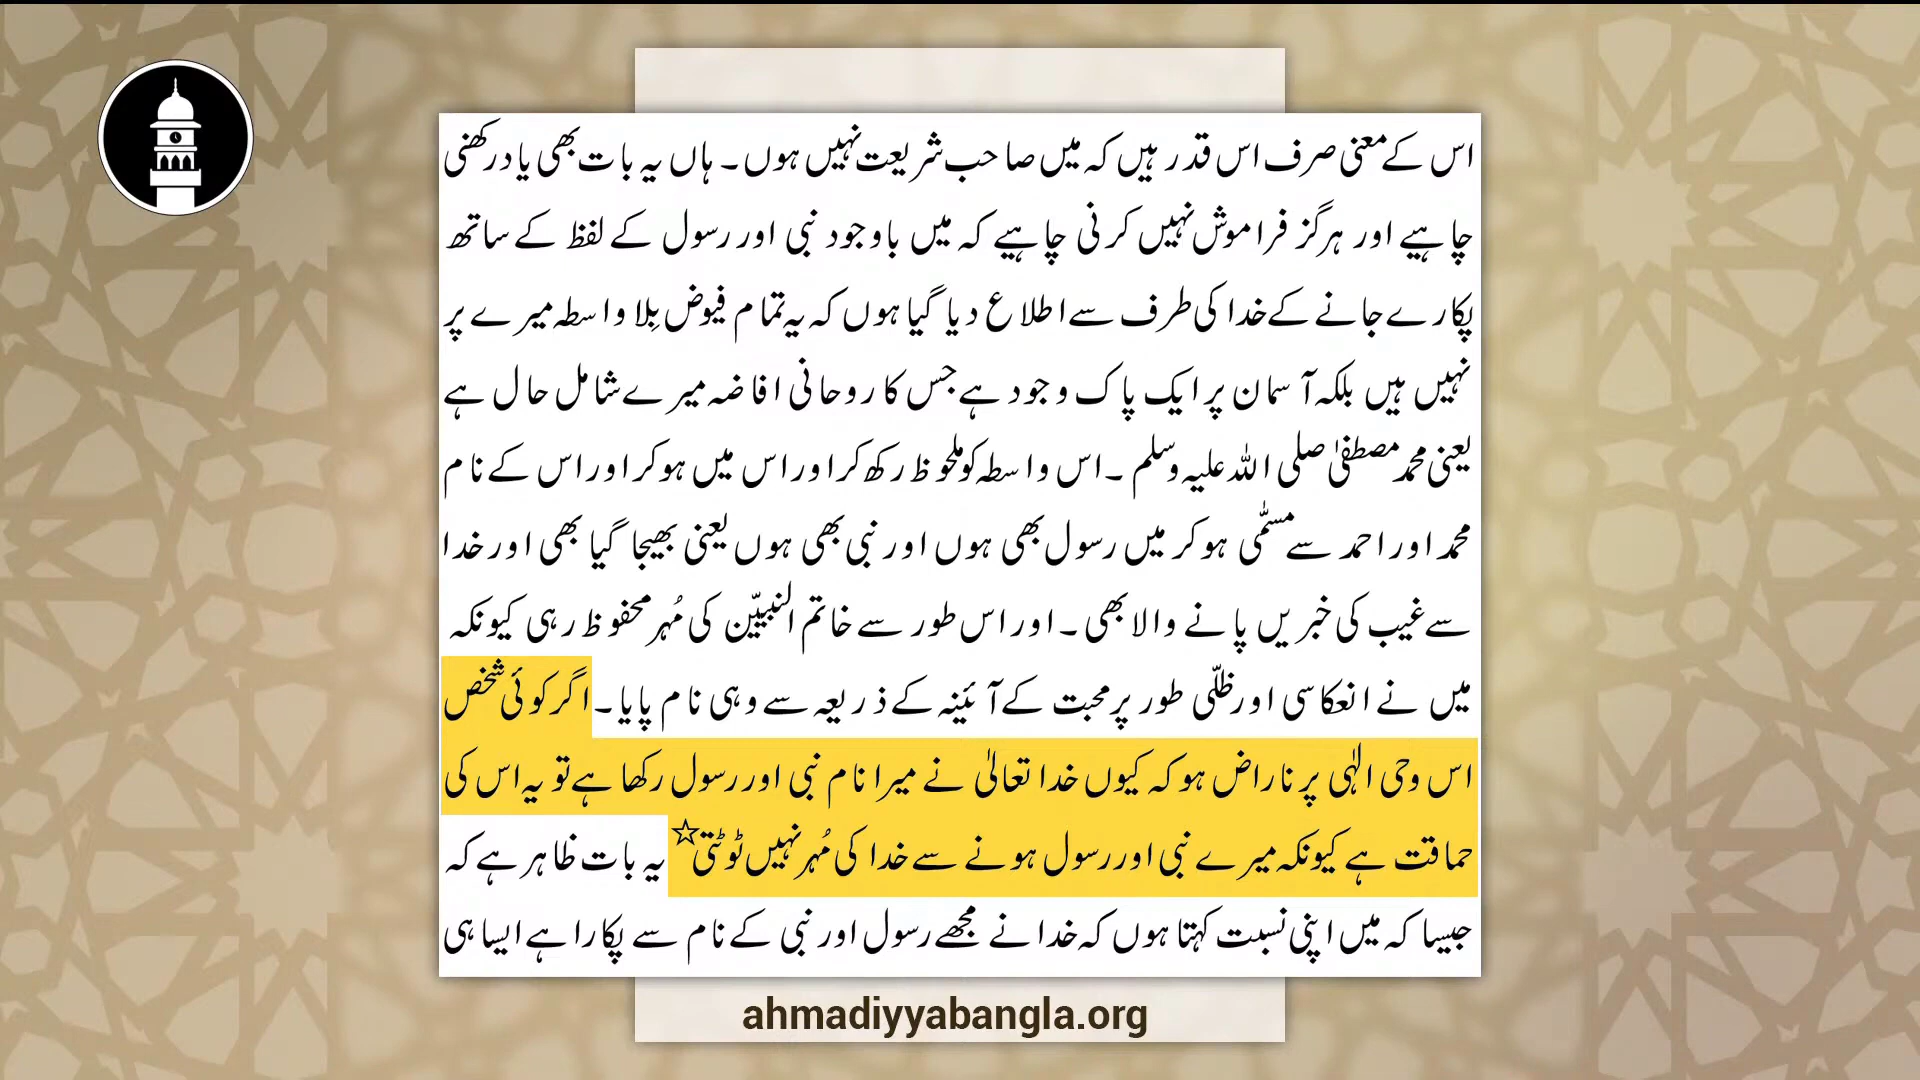 اس کے معنی صرف اس قدر ہیں کہ میں صاحب شریعت نہیں ہوں۔ ہاں یہ بات بھی یاد رکھنی
چاہیے اور ہرگز فراموش نہیں کرنی چاہیے کہ میں باوجود نبی اور رسول کے لفظ کے ساتھ
پکارے جانے کے خدا کی طرف سے اطلاع دیا گیا ہوں کہ یہ تمام فیوض بِلا واسطہ میرے پر
نہیں ہیں بلکہ آسمان پر ایک پاک وجود ہے جس کا روحانی افاضہ میرے شامل حال ہے
یعنی محمد مصطفیٰ صلی اللہ علیہ وسلم ۔ اس واسطہ کو ملحوظ رکھ کر اور اس میں ہو کر اور اس کے نام
محمد اور احمد سے مسمّٰی ہو کر میں رسول بھی ہوں اور نبی بھی ہوں یعنی بھیجا گیا بھی اور خدا
سے غیب کی خبریں پانے والا بھی ۔ اور اس طور سے خاتم النبییّن کی مُہر محفوظ رہی کیونکہ
میں نے انعکاسی اور ظلّی طور پر محبت کے آئینہ کے ذریعہ سے وہی نام پایا ۔ اگر کوئی شخص
اس وحی الٰہی پر ناراض ہو کہ کیوں خدا تعالیٰ نے میرا نام نبی اور رسول رکھا ہے تو یہ اس کی
حماقت ہے کیونکہ میرے نبی اور رسول ہونے سے خدا کی مُہر نہیں ٹوٹتی☆ یہ بات ظاہر ہے کہ
جیسا کہ میں اپنی نسبت کہتا ہوں کہ خدا نے مجھے رسول اور نبی کے نام سے پکارا ہے ایسا ہی
ahmadiyyabangla.org